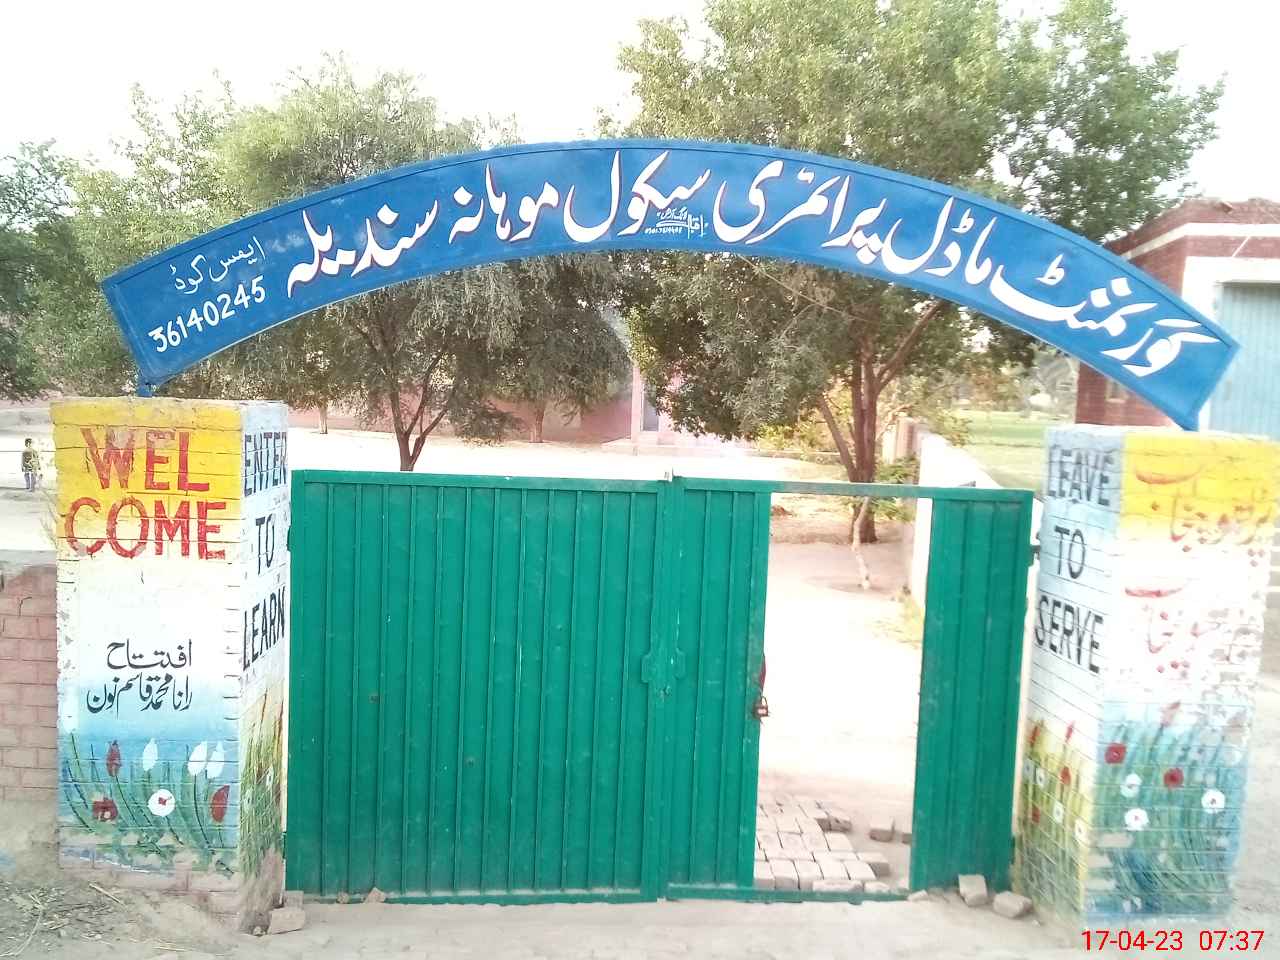 گورنمنٹ ماڈل پرائمری سکول موہانہ سندیلہ
ایمس کوڈ
36140245
WEL
COME
افتتاح
رانا محمد قاسم نون
ENTER
TO
LEARN
LEAVE
TO
SERVE
17-04-23 07:37